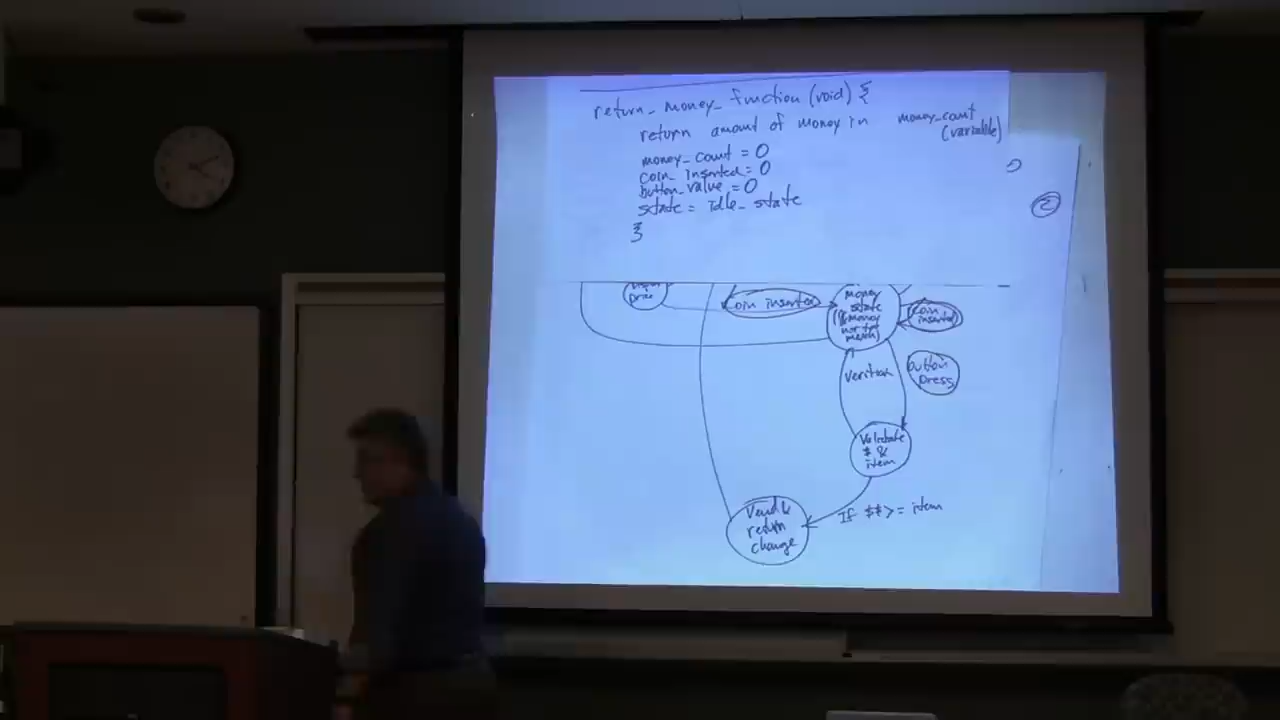 return_money_function (void) {
return amount of money in money_count
(variable)
money_count = 0
coin_inserted = 0
button_value = 0
state = idle_state
}
2
coin inserted
money
state
coin
inserted
button
press
Validate
$ &
item
If $$ >= item
Vend &
return
change